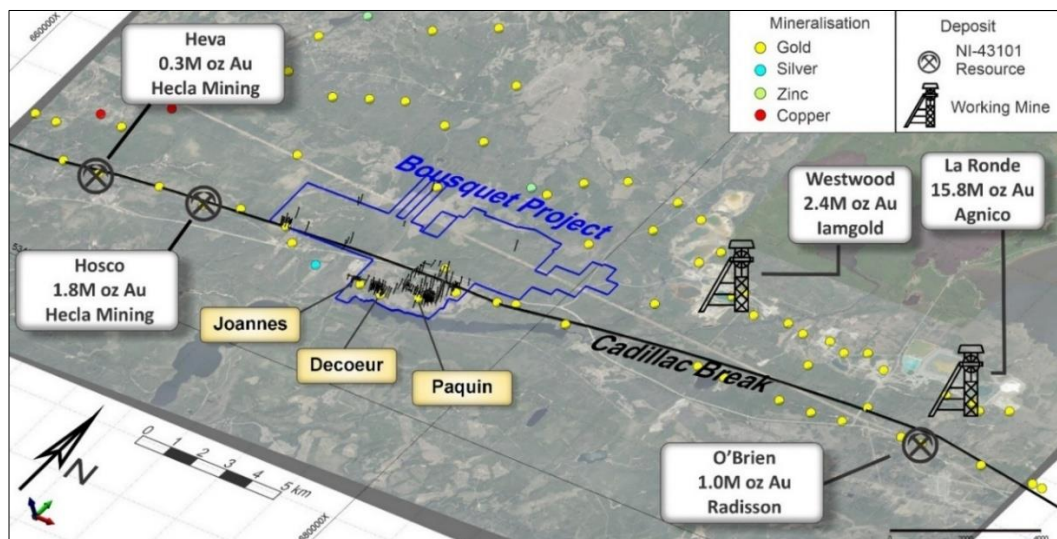 660000X
Heva
0.3M oz Au
Hecla Mining
Mineralisation
Gold
Silver
Zinc
Copper
Deposit
NI-43101
Resource
Working Mine
Bousquet Project
Westwood
2.4M oz Au
Iamgold
La Ronde
15.8M oz Au
Agnico
Hosco
1.8M oz Au
Hecla Mining
Joannes
Decoeur
Paquin
Cadillac Break
O'Brien
1.0M oz Au
Radisson
N
0 1 2 3 4 5 km
680000X